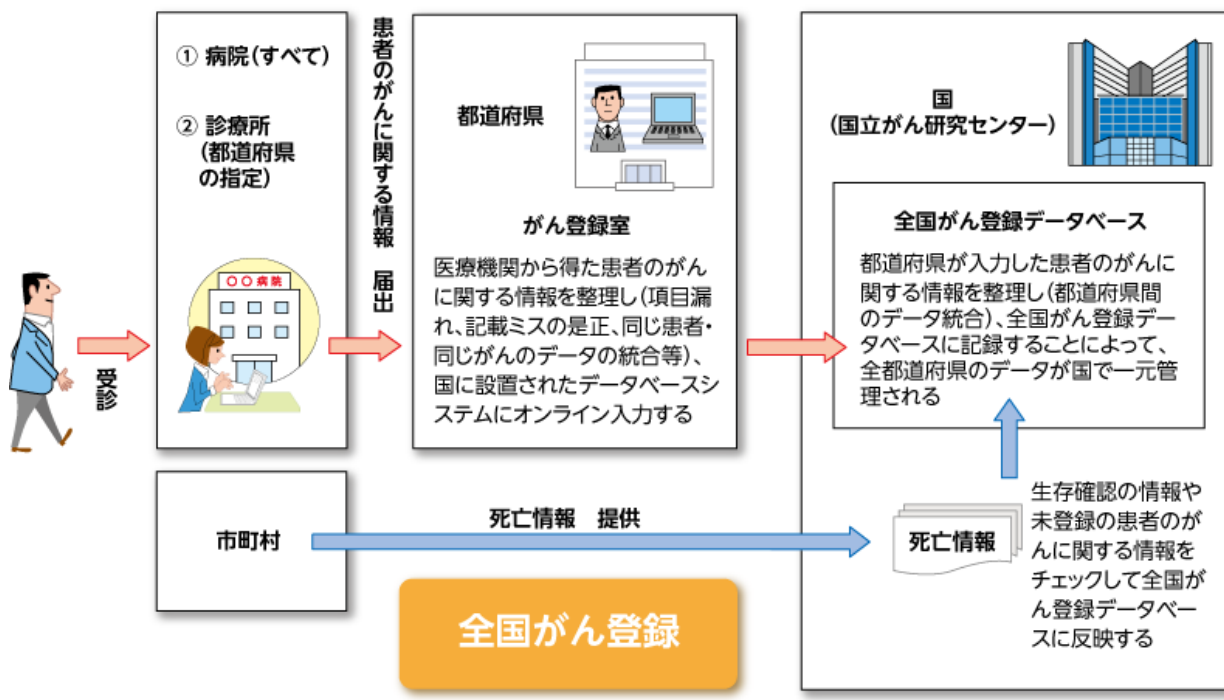 ① 病院(すべて)
② 診療所
(都道府県
の指定)
〇〇病院
受診
患者のがんに関する情報 届出
都道府県
がん登録室
医療機関から得た患者のがん
に関する情報を整理し(項目漏
れ、記載ミスの是正、同じ患者・
同じがんのデータの統合等)、
国に設置されたデータベースシ
ステムにオンライン入力する
国
(国立がん研究センター)
全国がん登録データベース
都道府県が入力した患者のがんに
関する情報を整理し(都道府県間
のデータ統合)、全国がん登録デー
タベースに記録することによって、
全都道府県のデータが国で一元管
理される
市町村
死亡情報 提供
死亡情報
生存確認の情報や
未登録の患者のが
んに関する情報を
チェックして全国が
ん登録データベー
スに反映する
全国がん登録